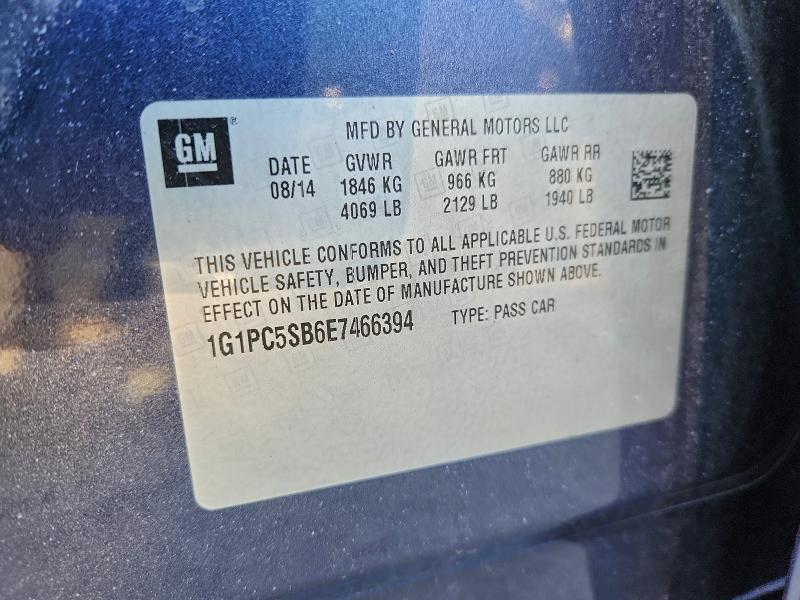 GM® MFD BY GENERAL MOTORS LLC
DATE GVWR GAWR FRT GAWR RR
08/14 1846 KG 966 KG 880 KG
4069 LB 2129 LB 1940 LB
THIS VEHICLE CONFORMS TO ALL APPLICABLE U.S. FEDERAL MOTOR
VEHICLE SAFETY, BUMPER, AND THEFT PREVENTION STANDARDS IN
EFFECT ON THE DATE OF MANUFACTURE SHOWN ABOVE.
1G1PC5SB6E7466394 TYPE: PASS CAR